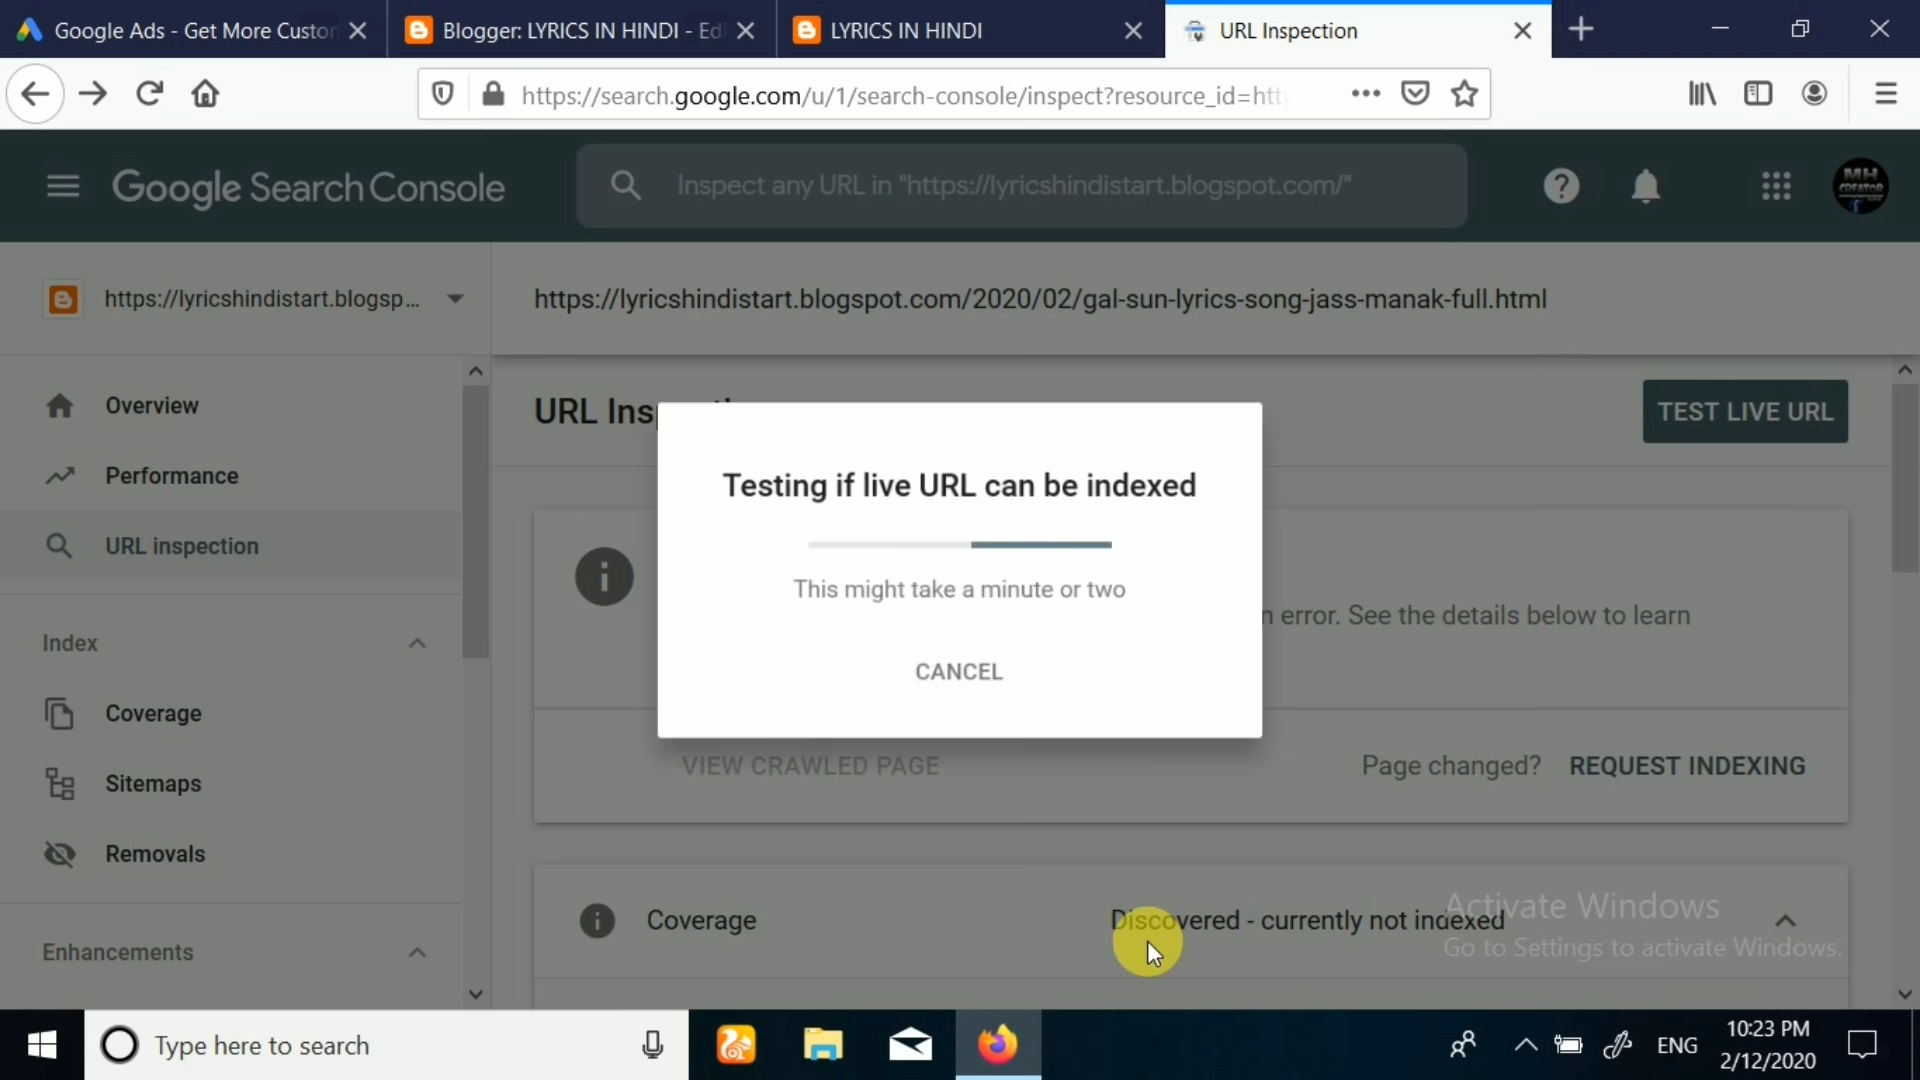 Google Ads - Get More Custon
Blogger: LYRICS IN HINDI - Ed
LYRICS IN HINDI
URL Inspection
https://search.google.com/u/1/search-console/inspect?resource_id=htt
Google Search Console
Inspect any URL in "https://lyricshindistart.blogspot.com/"
MH
CREATOR
https://lyricshindistart.blogsp...
https://lyricshindistart.blogspot.com/2020/02/gal-sun-lyrics-song-jass-manak-full.html
Overview
Performance
URL inspection
Index
Coverage
Sitemaps
Removals
Enhancements
URL Ins
TEST LIVE URL
Testing if live URL can be indexed
This might take a minute or two
CANCEL
n error. See the details below to learn
VIEW CRAWLED PAGE
Page changed?
REQUEST INDEXING
Coverage
Discovered - currently not indexed
Activate Windows
Go to Settings to activate Windows.
Type here to search
ENG
10:23 PM
2/12/2020